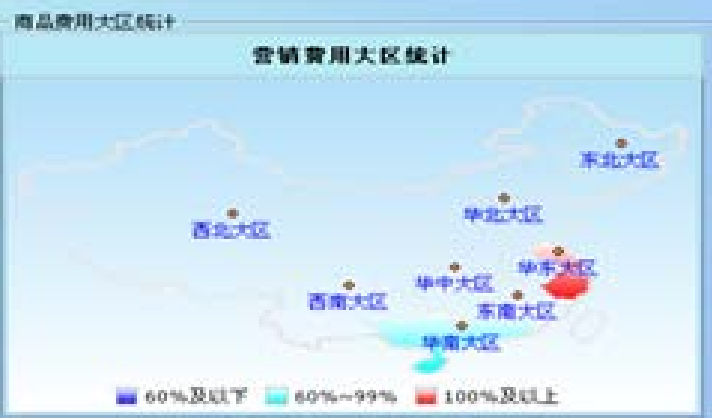 商品费用大区统计
营销费用大区统计
东北大区
华北大区
西北大区
华东大区
华中大区
西南大区
东南大区
华南大区
60%及以下 60%~99% 100%及以上